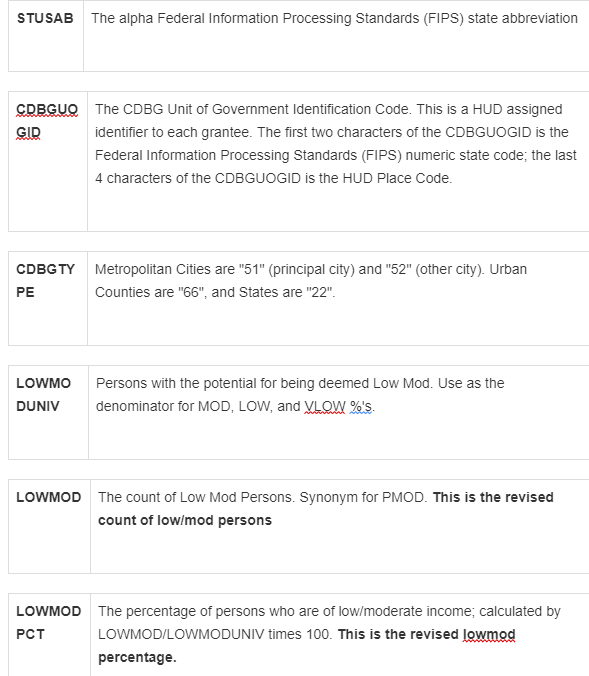 STUSAB The alpha Federal Information Processing Standards (FIPS) state abbreviation
CDBGUO The CDBG Unit of Government Identification Code. This is a HUD assigned
GID identifier to each grantee. The first two characters of the CDBGUOGID is the
Federal Information Processing Standards (FIPS) numeric state code; the last
4 characters of the CDBGUOGID is the HUD Place Code.
CDBGTY Metropolitan Cities are "51" (principal city) and "52" (other city). Urban
PE Counties are "66", and States are "22".
LOWMO Persons with the potential for being deemed Low Mod. Use as the
DUNIV denominator for MOD, LOW, and VLOW %'s.
LOWMOD The count of Low Mod Persons. Synonym for PMOD. This is the revised
count of low/mod persons
LOWMOD The percentage of persons who are of low/moderate income; calculated by
PCT LOWMOD/LOWMODUNIV times 100. This is the revised lowmod
percentage.